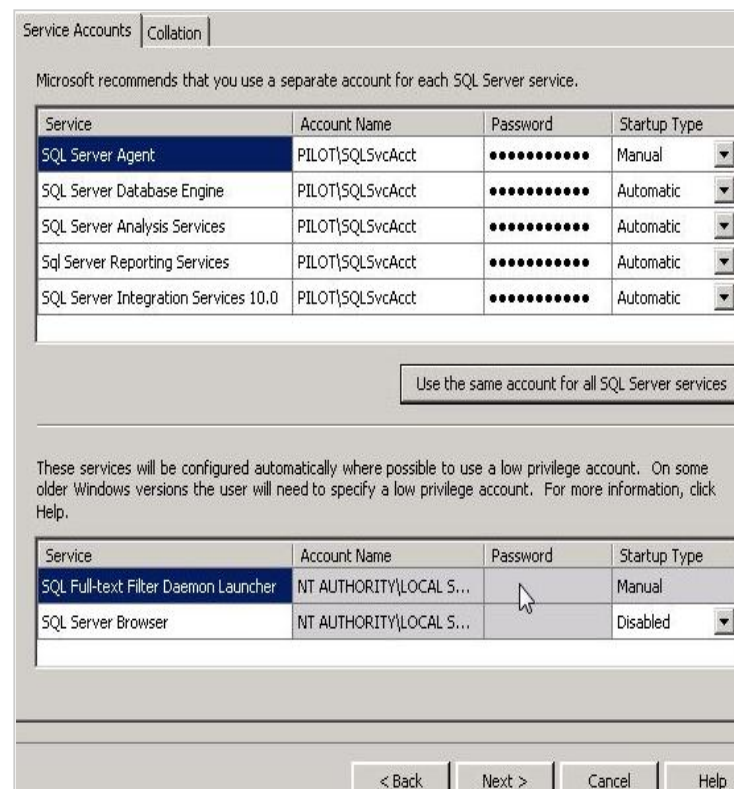 Service Accounts Collation
Microsoft recommends that you use a separate account for each SQL Server service.
Service Account Name Password Startup Type
SQL Server Agent PILOT\SQLSvcAcct ●●●●●●●●●●● Manual
SQL Server Database Engine PILOT\SQLSvcAcct ●●●●●●●●●●● Automatic
SQL Server Analysis Services PILOT\SQLSvcAcct ●●●●●●●●●●● Automatic
Sql Server Reporting Services PILOT\SQLSvcAcct ●●●●●●●●●●● Automatic
SQL Server Integration Services 10.0 PILOT\SQLSvcAcct ●●●●●●●●●●● Automatic
Use the same account for all SQL Server services
These services will be configured automatically where possible to use a low privilege account. On some
older Windows versions the user will need to specify a low privilege account. For more information, click
Help.
Service Account Name Password Startup Type
SQL Full-text Filter Daemon Launcher NT AUTHORITY\LOCAL S... Manual
SQL Server Browser NT AUTHORITY\LOCAL S... Disabled
< Back Next > Cancel Help